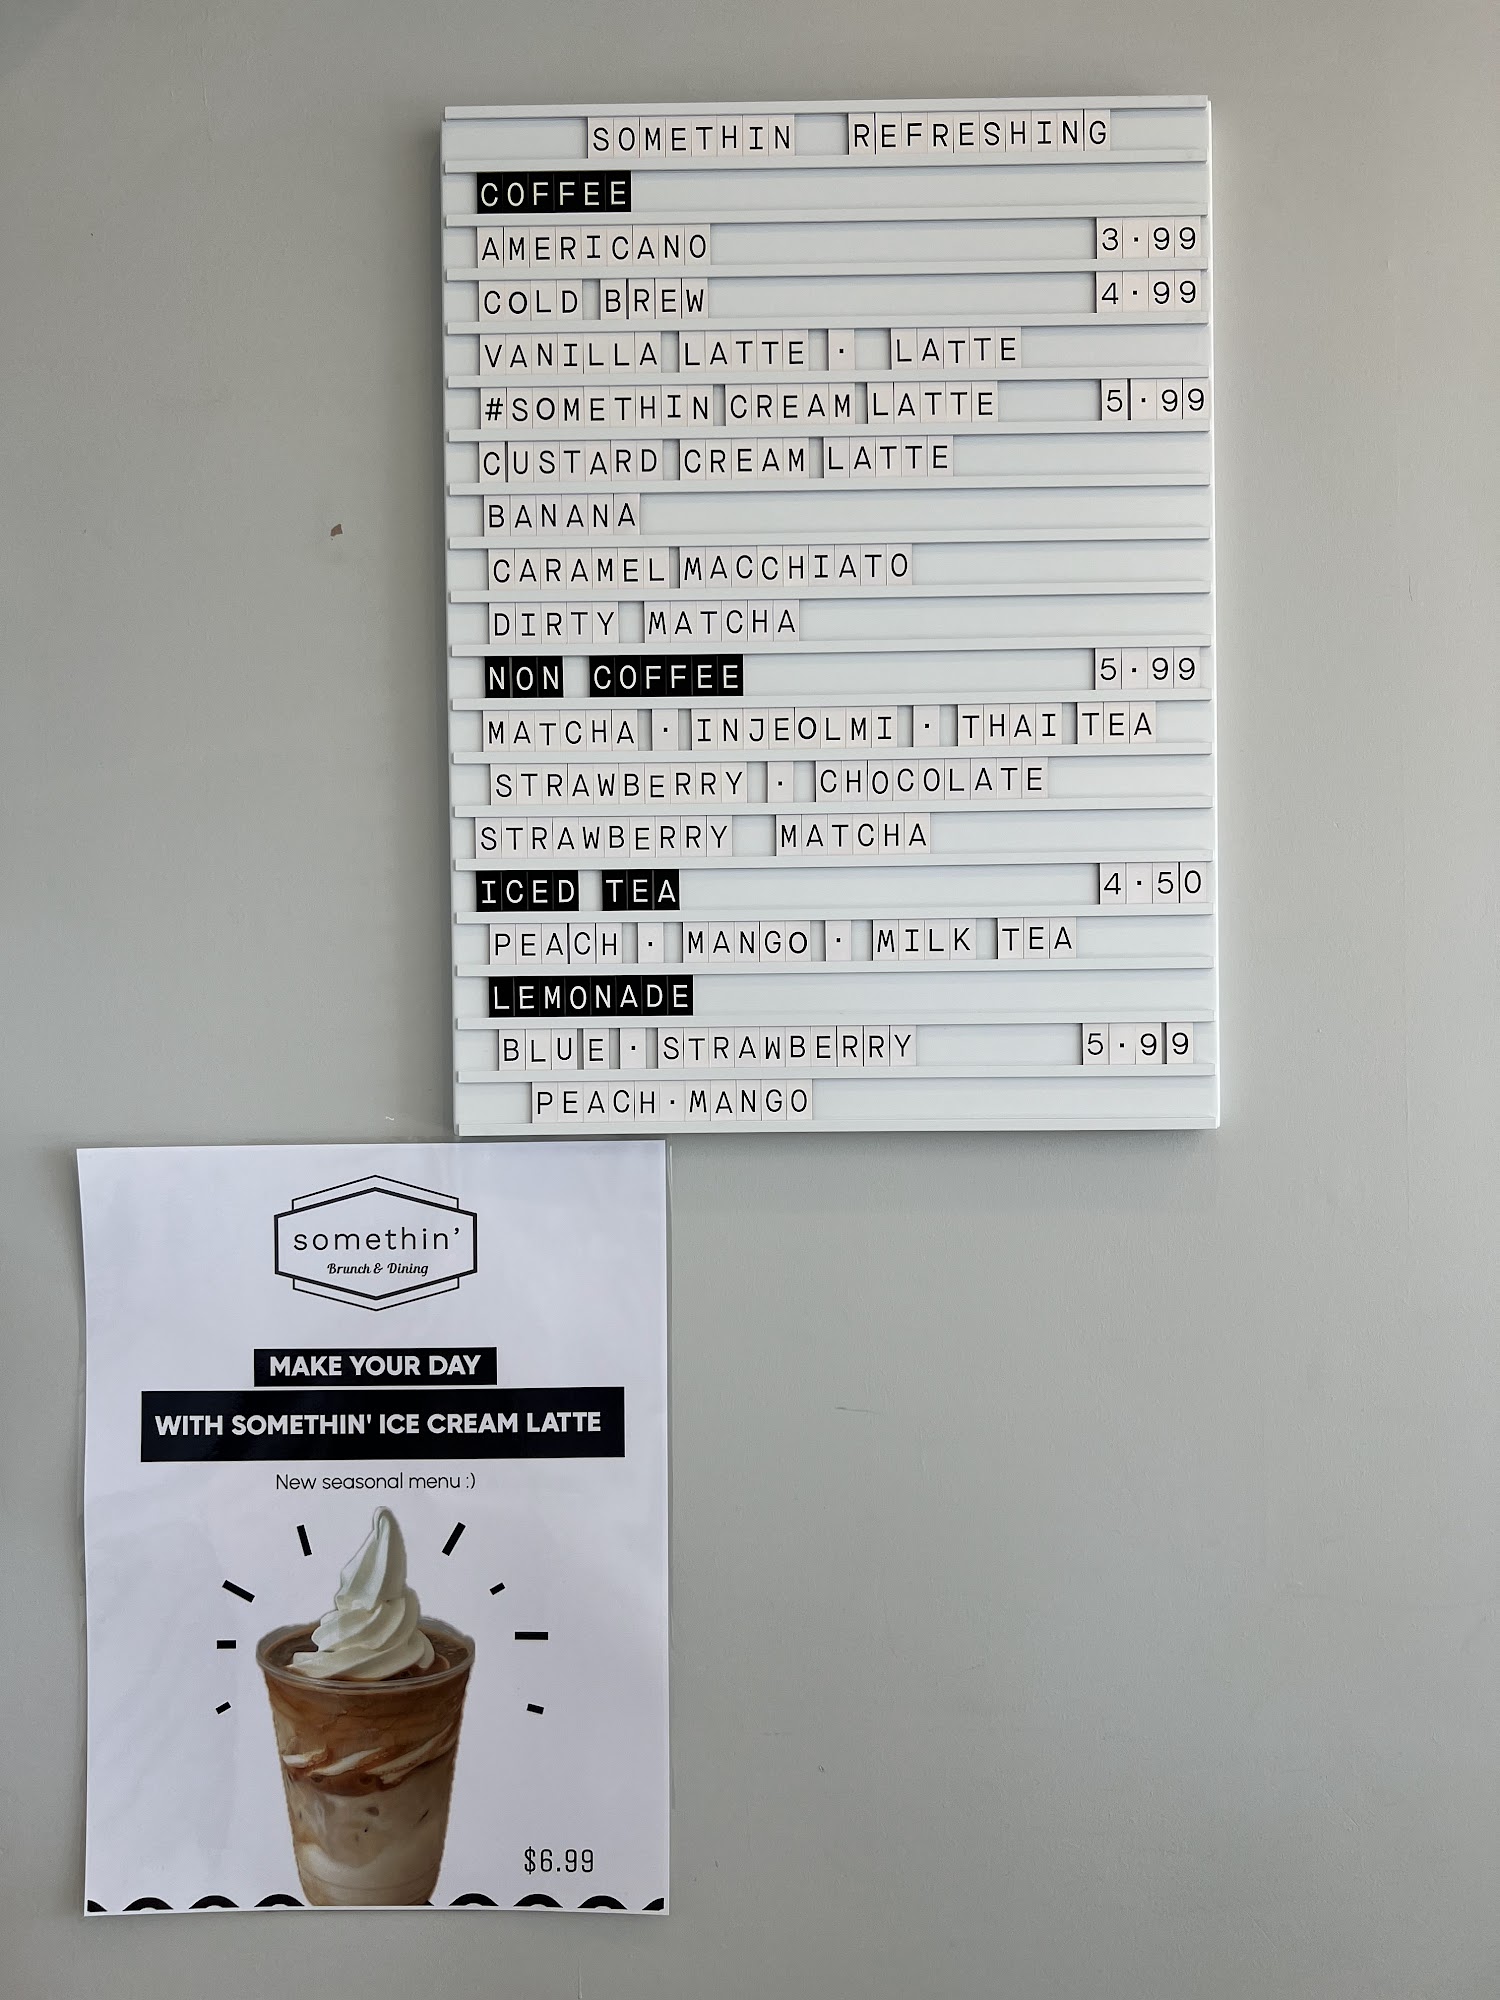 SOMETHIN REFRESHING
COFFEE
AMERICANO 3.99
COLD BREW 4.99
VANILLA LATTE · LATTE
#SOMETHIN CREAM LATTE 5.99
CUSTARD CREAM LATTE
BANANA
CARAMEL MACCHIATO
DIRTY MATCHA
NON COFFEE 5.99
MATCHA · INJEOLMI · THAI TEA
STRAWBERRY · CHOCOLATE
STRAWBERRY MATCHA
ICED TEA 4.50
PEACH · MANGO · MILK TEA
LEMONADE
BLUE · STRAWBERRY 5.99
PEACH·MANGO
somethin'
Brunch & Dining
MAKE YOUR DAY
WITH SOMETHIN' ICE CREAM LATTE
New seasonal menu :)
$6.99